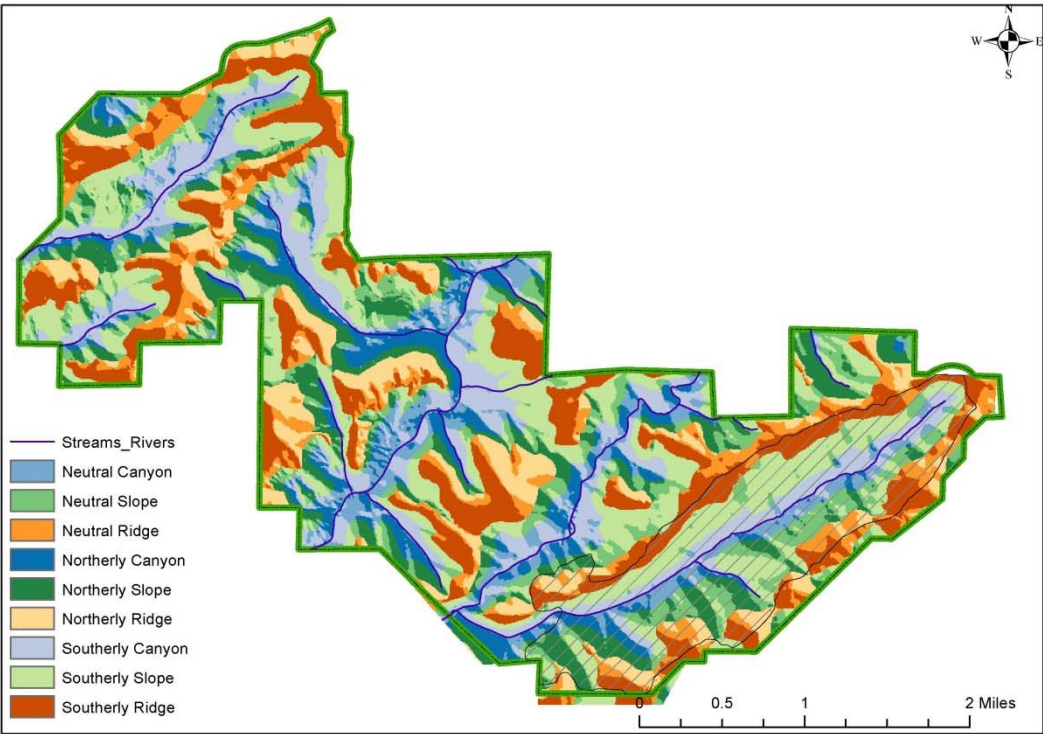 N
W E
S
Streams_Rivers
Neutral Canyon
Neutral Slope
Neutral Ridge
Northerly Canyon
Northerly Slope
Northerly Ridge
Southerly Canyon
Southerly Slope
Southerly Ridge
0 0.5 1 2 Miles